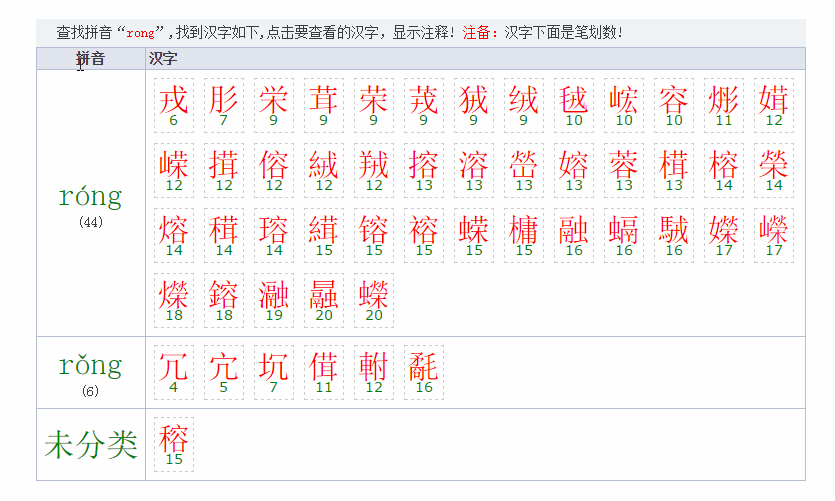 查找拼音“rong”,找到汉字如下,点击要查看的汉字，显示注释! 注备：汉字下面是笔划数!
拼音 汉字
róng
(44)
戎 肜 栄 茸 荣 茙 狨 绒 毧 峵 容 烿 媶
6 7 9 9 9 9 9 9 10 10 10 11 12
嵘 搑 傛 絨 羢 搈 溶 嵤 嫆 蓉 榵 榕 榮
12 12 12 12 12 13 13 13 13 13 13 14 14
熔 穁 瑢 緝 镕 褣 蝾 槦 融 螎 駥 嬫 嶸
14 14 14 15 15 15 15 15 16 16 16 17 17
爃 鎔 瀜 曧 蠑
18 18 19 20 20
rǒng
(6)
冗 宂 坈 傇 軵 氄
4 5 7 11 12 16
未分类
穃
15